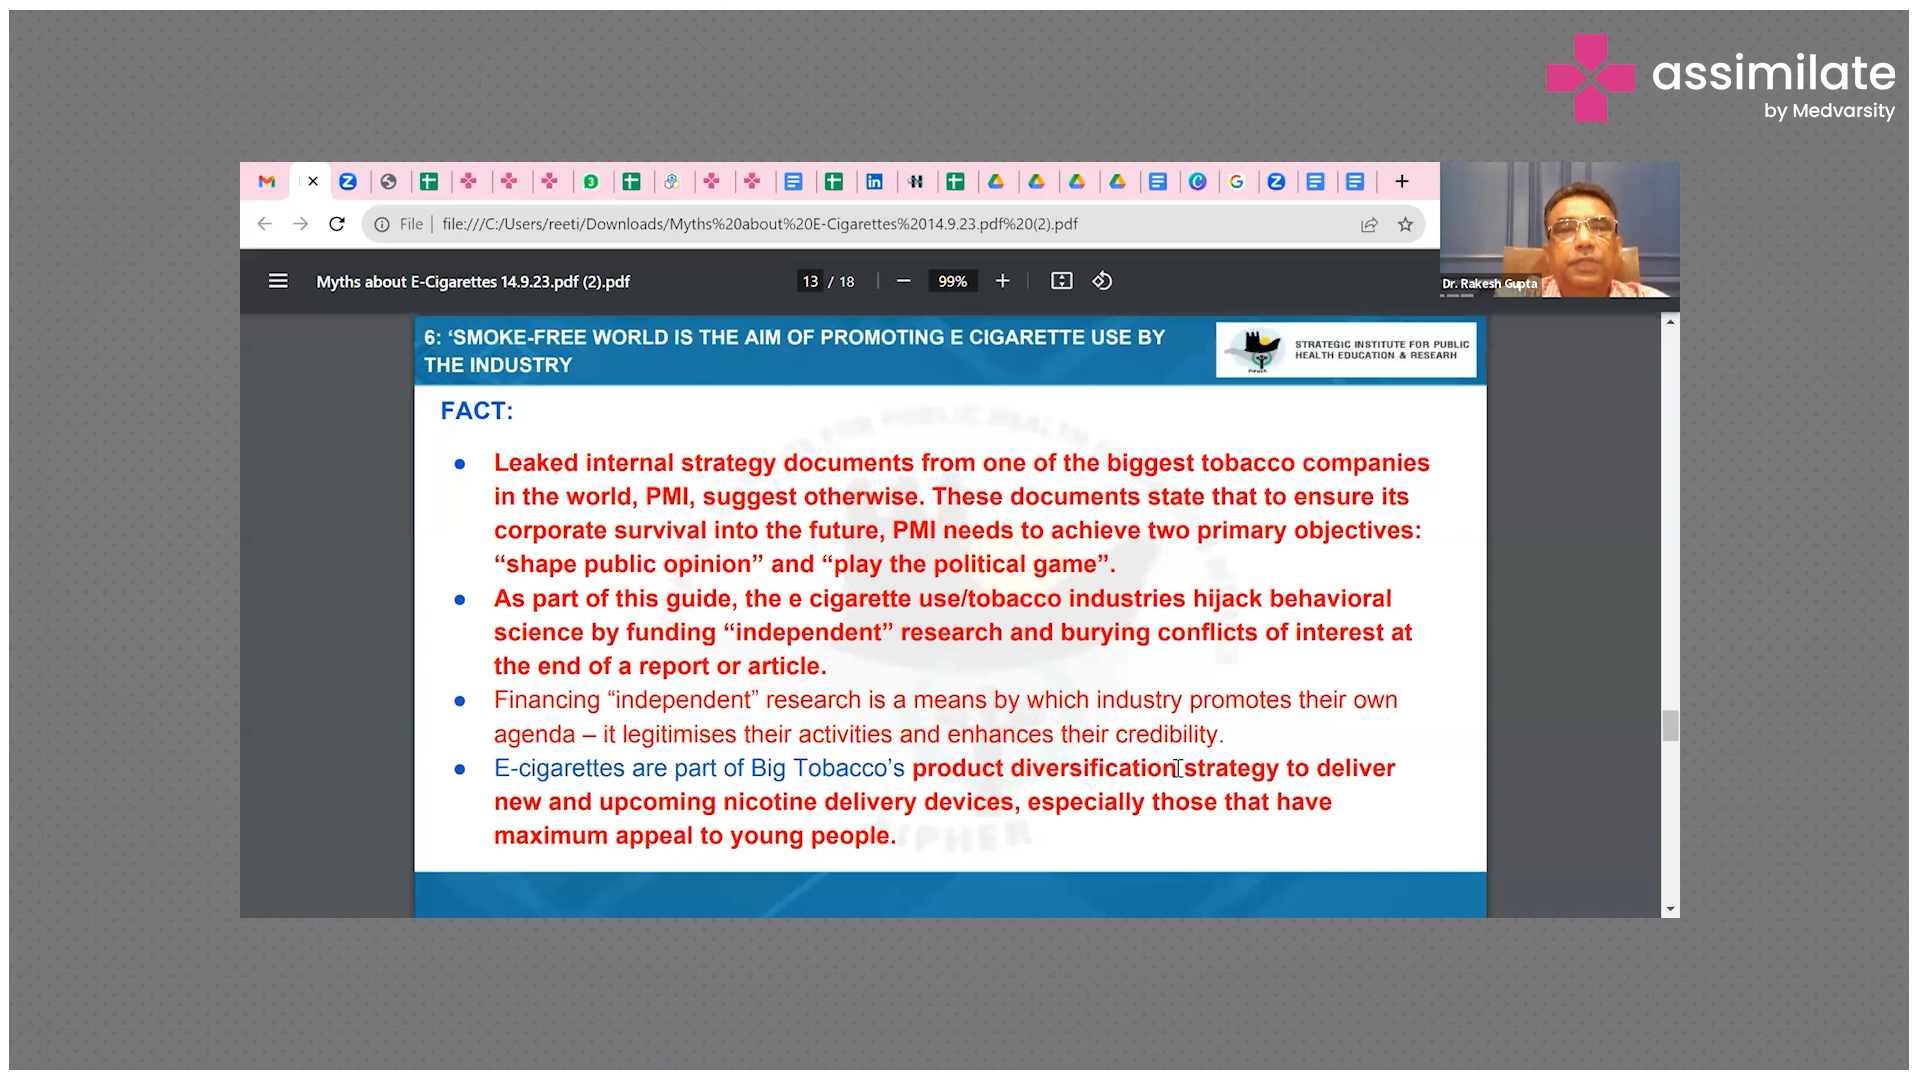 assimilate
by Medvarsity
File
file:///C:/Users/reeti/Downloads/Myths%20about%20E-Cigarettes%2014.9.23.pdf%20(2).pdf
Myths about E-Cigarettes 14.9.23.pdf (2).pdf
13 / 18
99%
Dr. Rakesh Gupta
6: ‘SMOKE-FREE WORLD IS THE AIM OF PROMOTING E CIGARETTE USE BY
THE INDUSTRY
STRATEGIC INSTITUTE FOR PUBLIC
HEALTH EDUCATION & RESEARH
FACT:
● Leaked internal strategy documents from one of the biggest tobacco companies
in the world, PMI, suggest otherwise. These documents state that to ensure its
corporate survival into the future, PMI needs to achieve two primary objectives:
“shape public opinion” and “play the political game”.
● As part of this guide, the e cigarette use/tobacco industries hijack behavioral
science by funding “independent” research and burying conflicts of interest at
the end of a report or article.
● Financing “independent” research is a means by which industry promotes their own
agenda – it legitimises their activities and enhances their credibility.
● E-cigarettes are part of Big Tobacco’s product diversification strategy to deliver
new and upcoming nicotine delivery devices, especially those that have
maximum appeal to young people.